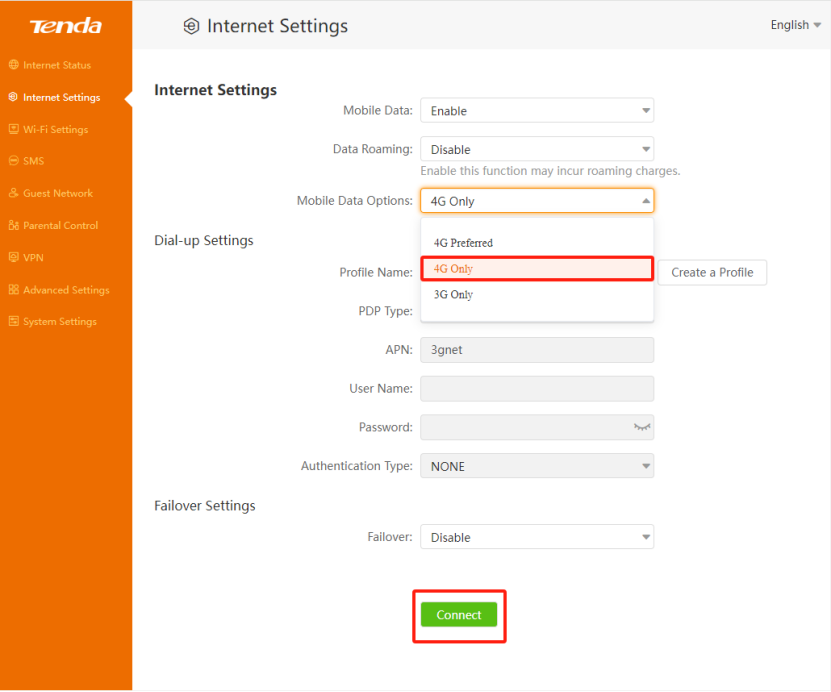 Tenda
Internet Settings
English
Internet Status
Internet Settings
Wi-Fi Settings
SMS
Guest Network
Parental Control
VPN
Advanced Settings
System Settings
Internet Settings
Mobile Data: Enable
Data Roaming: Disable
Enable this function may incur roaming charges.
Mobile Data Options: 4G Only
4G Preferred
4G Only
3G Only
Dial-up Settings
Profile Name: Create a Profile
PDP Type:
APN: 3gnet
User Name:
Password:
Authentication Type: NONE
Failover Settings
Failover: Disable
Connect